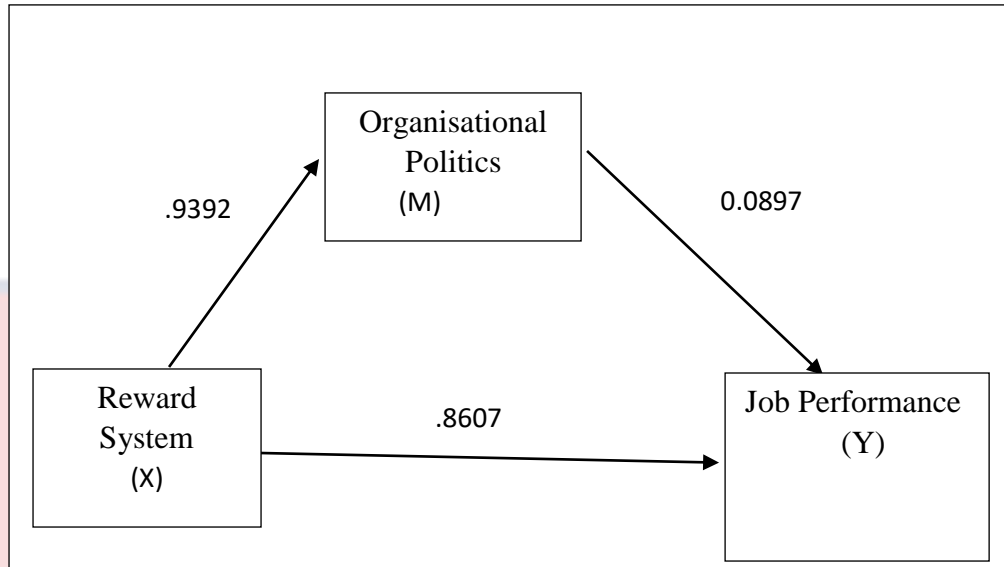 Organisational
Politics
(M)
.9392
0.0897
Reward
System
(X)
.8607
Job Performance
(Y)